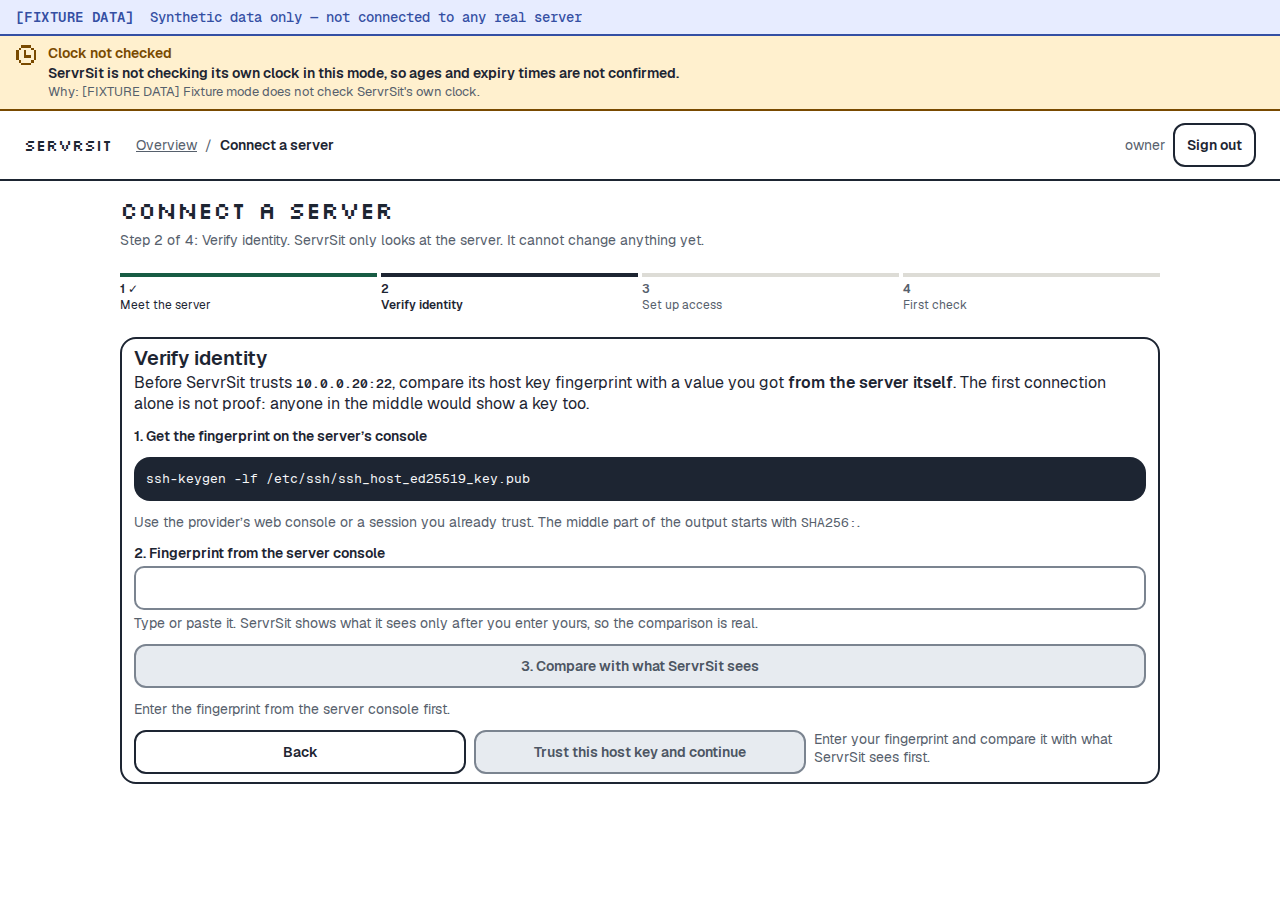 [FIXTURE DATA] Synthetic data only — not connected to any real server
Clock not checked
ServrSit is not checking its own clock in this mode, so ages and expiry times are not confirmed.
Why: [FIXTURE DATA] Fixture mode does not check ServrSit's own clock.
SERVRSIT
Overview / Connect a server
owner
Sign out
CONNECT A SERVER
Step 2 of 4: Verify identity. ServrSit only looks at the server. It cannot change anything yet.
1 ✓
Meet the server
2
Verify identity
3
Set up access
4
First check
Verify identity
Before ServrSit trusts 10.0.0.20:22, compare its host key fingerprint with a value you got from the server itself. The first connection
alone is not proof: anyone in the middle would show a key too.
1. Get the fingerprint on the server's console
ssh-keygen -lf /etc/ssh/ssh_host_ed25519_key.pub
Use the provider's web console or a session you already trust. The middle part of the output starts with SHA256:.
2. Fingerprint from the server console
Type or paste it. ServrSit shows what it sees only after you enter yours, so the comparison is real.
3. Compare with what ServrSit sees
Enter the fingerprint from the server console first.
Back
Trust this host key and continue
Enter your fingerprint and compare it with what
ServrSit sees first.